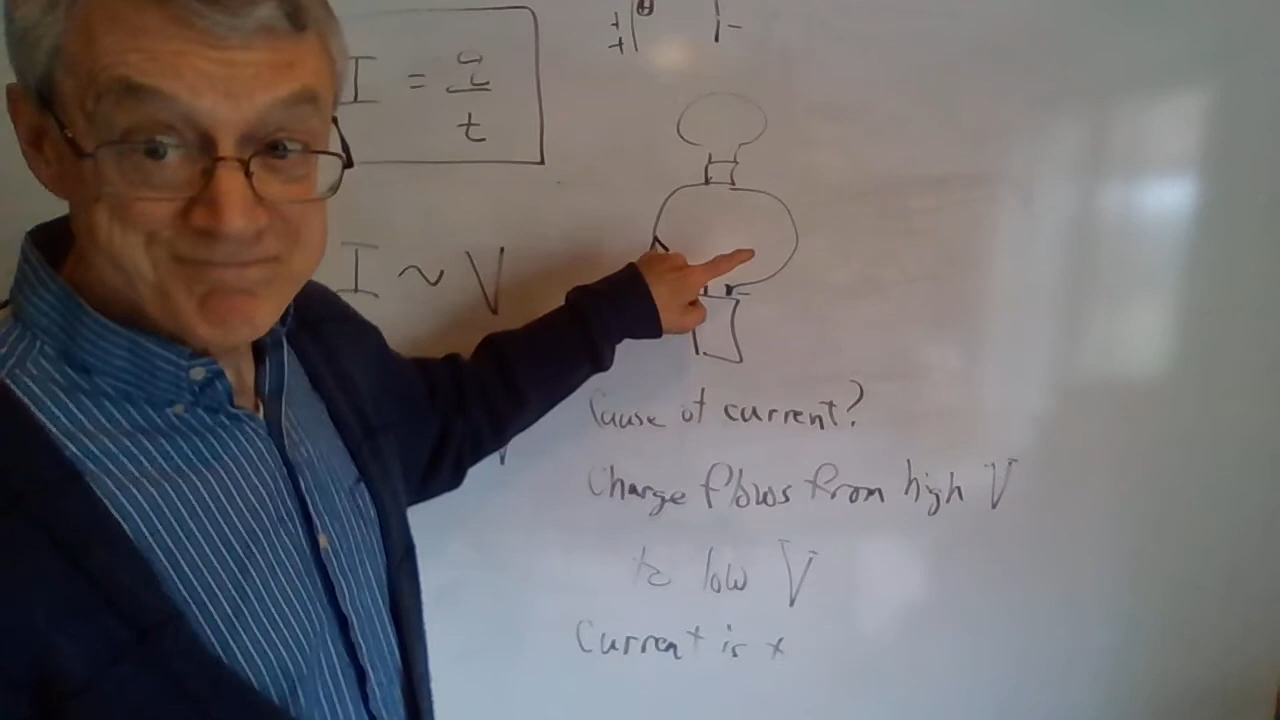 + ⊕ -
+
I = q
t
I ~ V
V
Cause of current?
Charge flows from high V
to low V
Current is +